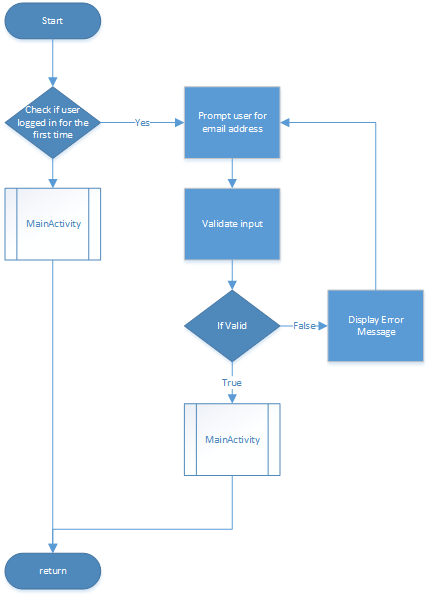 Start
Check if user
logged in for the
first time
Yes
Prompt user for
email address
MainActivity
Validate input
If Valid
False
Display Error
Message
True
MainActivity
return